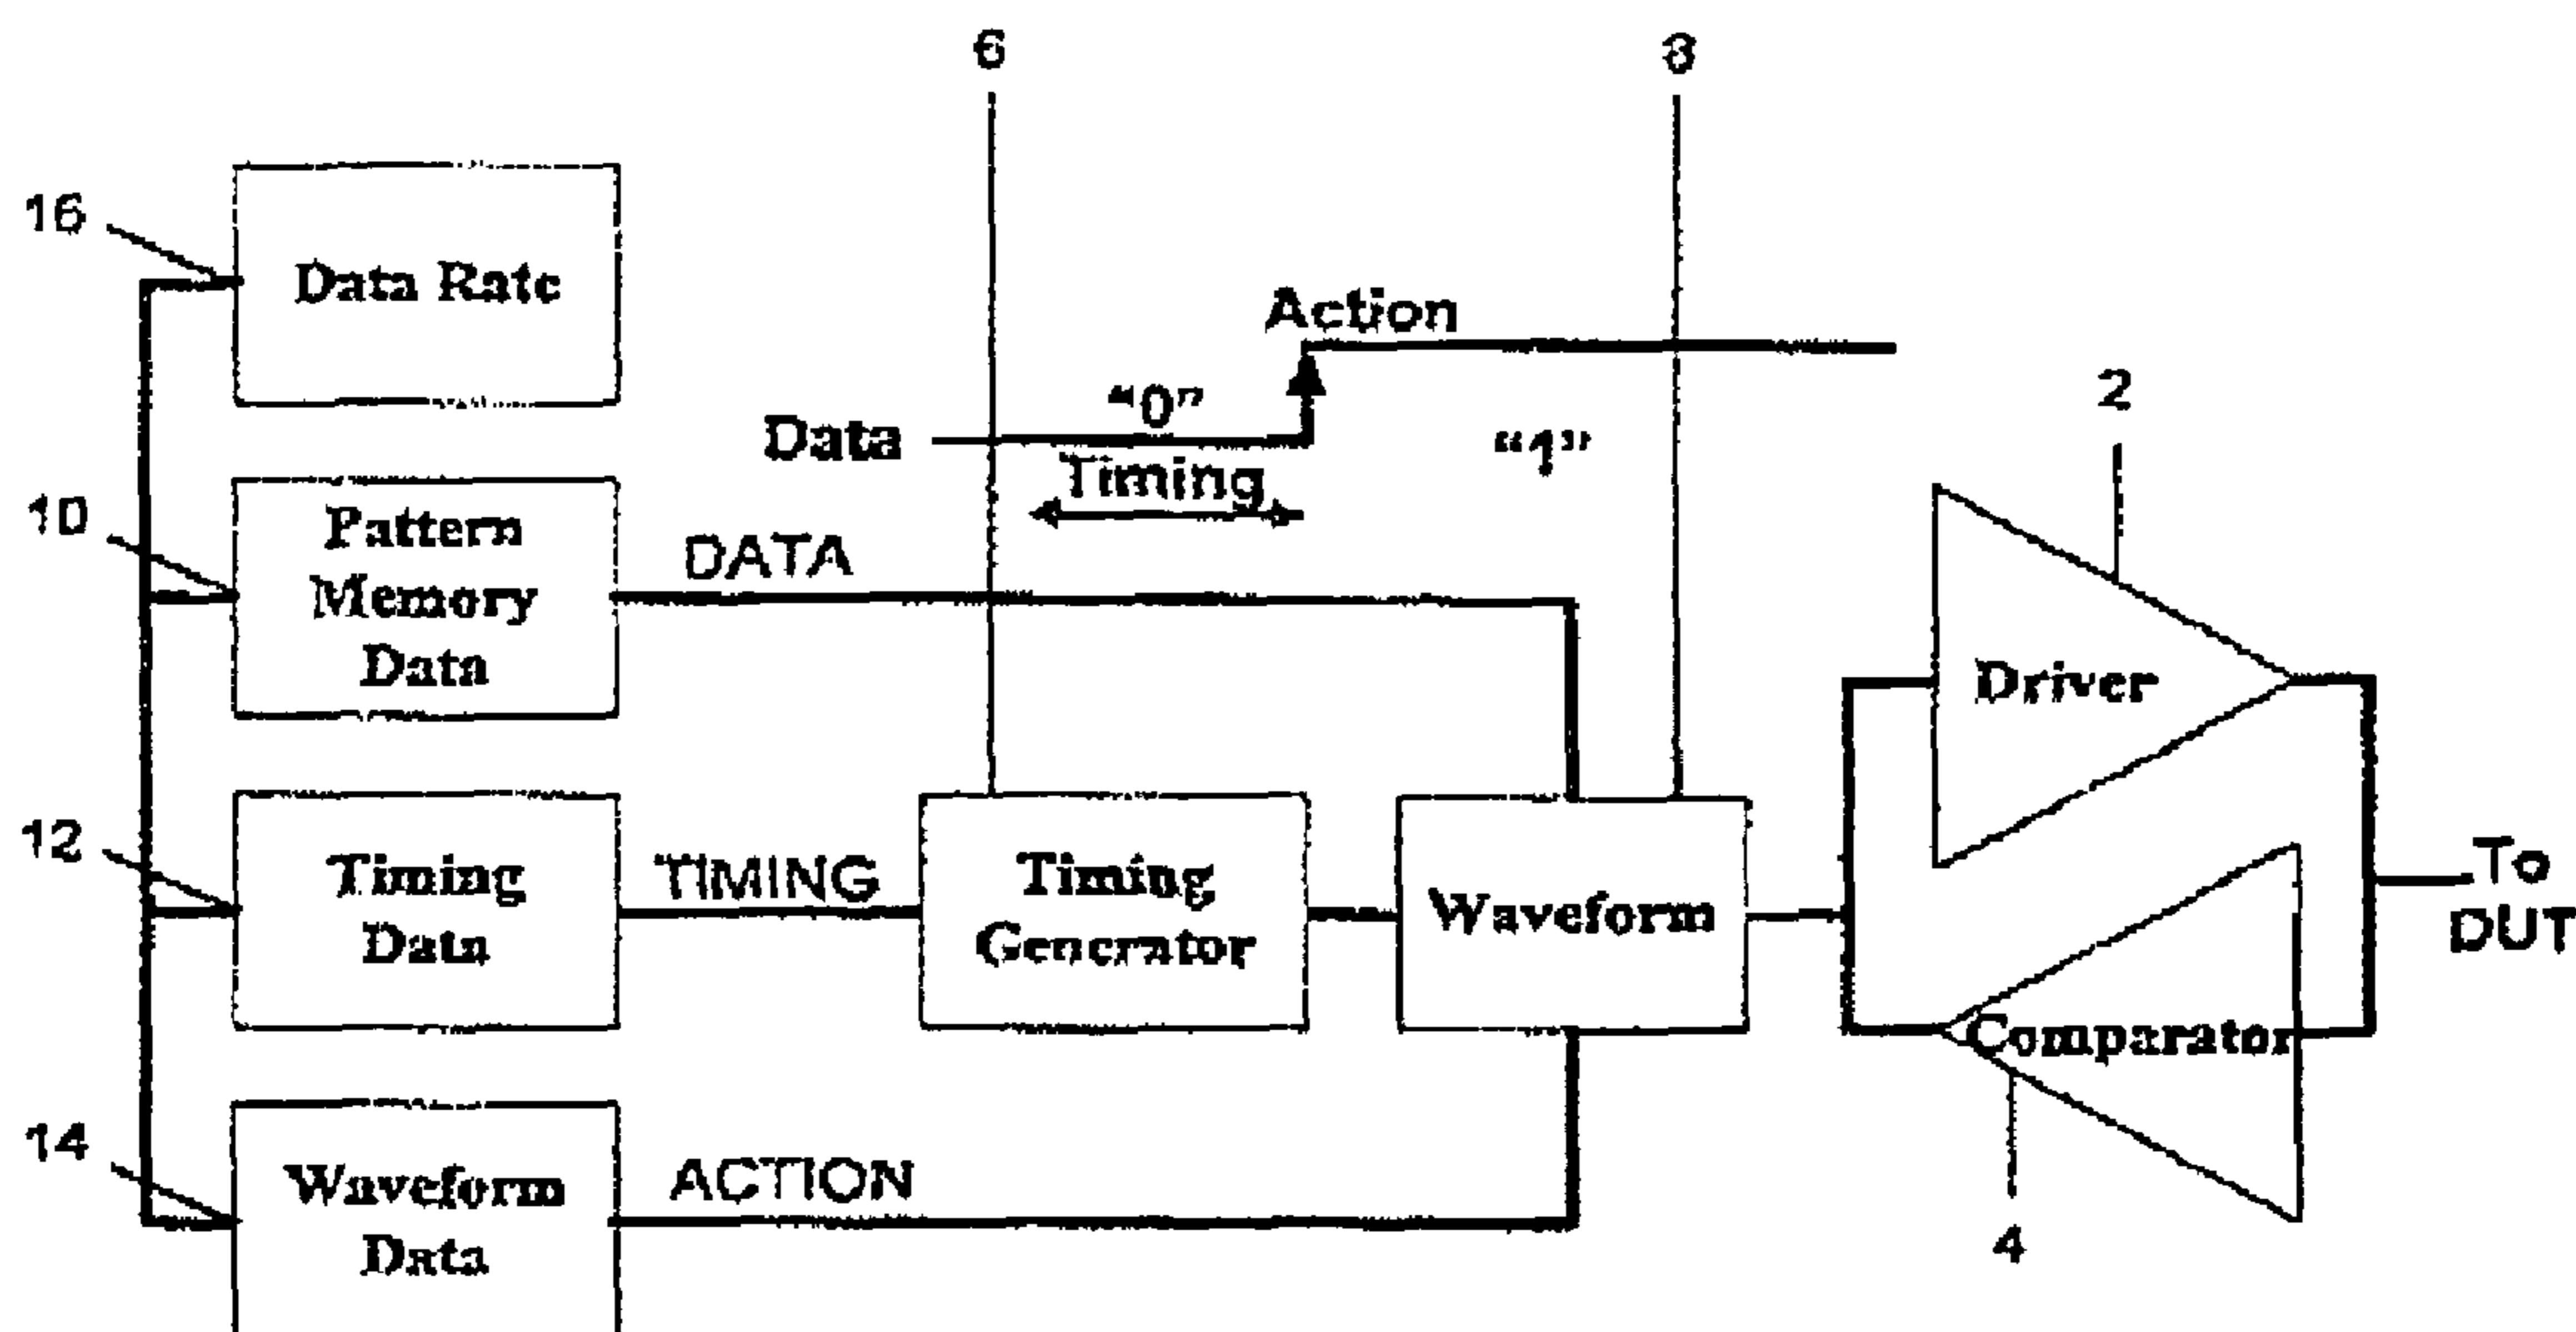 6
8
16
Data Rate
Action
2
"0"
Data
"1"
Timing
10
Pattern
Memory
Data
DATA
Driver
12
Timing
Data
TIMING
Timing
Generator
Waveform
To
DUT
Comparator
14
Waveform
Data
ACTION
4